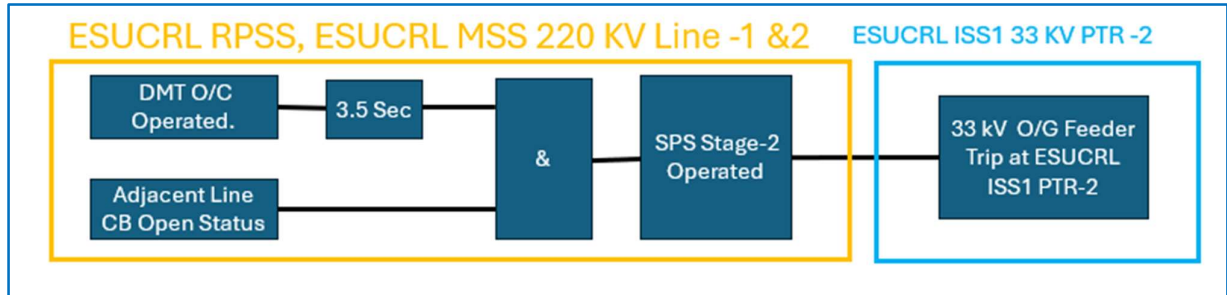 ESUCRL RPSS, ESUCRL MSS 220 KV Line -1 &2
ESUCRL ISS1 33 KV PTR -2
DMT O/C
Operated.
3.5 Sec
&
SPS Stage-2
Operated
33 kV O/G Feeder
Trip at ESUCRL
ISS1 PTR-2
Adjacent Line
CB Open Status